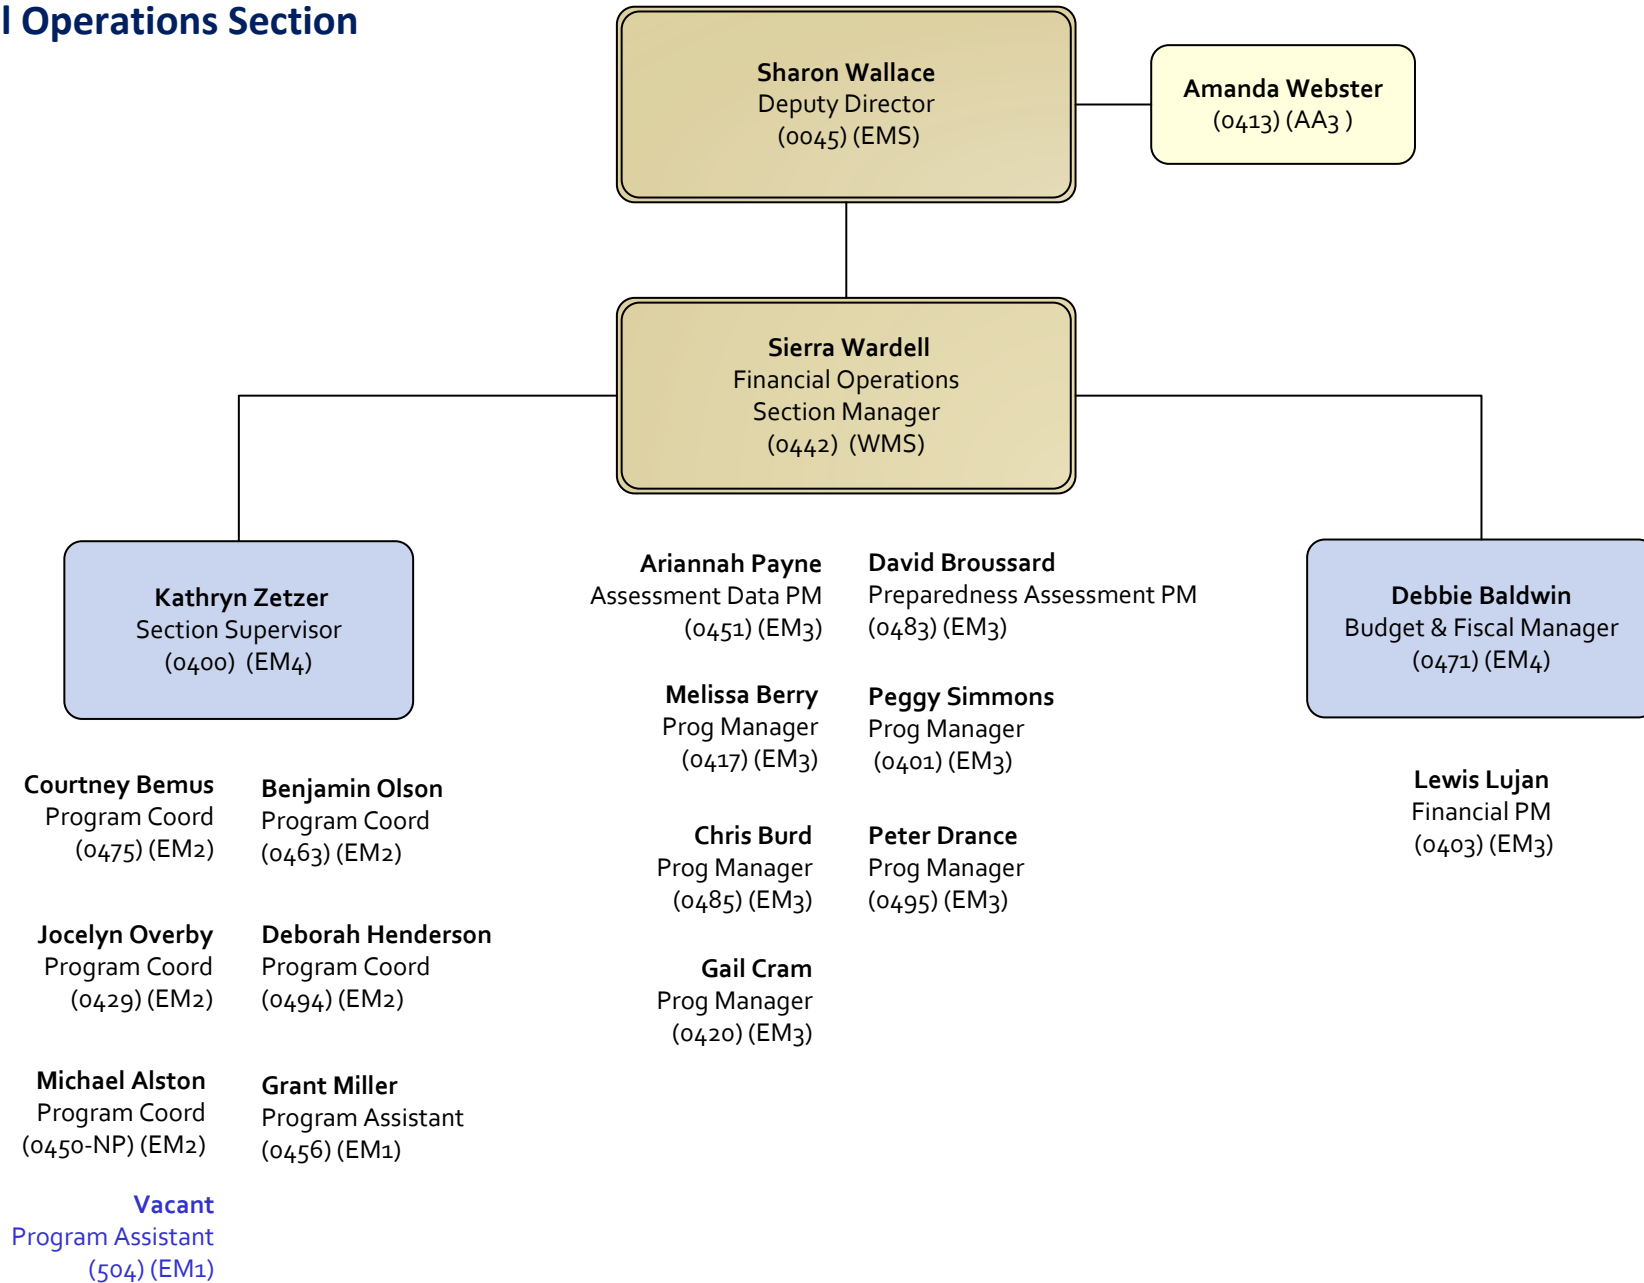 l Operations Section
Sharon Wallace
Deputy Director
(0045) (EMS)
Amanda Webster
(0413) (AA3 )
Sierra Wardell
Financial Operations
Section Manager
(0442) (WMS)
Kathryn Zetzer
Section Supervisor
(0400) (EM4)
Courtney Bemus
Program Coord
(0475) (EM2)
Benjamin Olson
Program Coord
(0463) (EM2)
Jocelyn Overby
Program Coord
(0429) (EM2)
Deborah Henderson
Program Coord
(0494) (EM2)
Michael Alston
Program Coord
(0450-NP) (EM2)
Grant Miller
Program Assistant
(0456) (EM1)
Vacant
Program Assistant
(504) (EM1)
Ariannah Payne
Assessment Data PM
(0451) (EM3)
David Broussard
Preparedness Assessment PM
(0483) (EM3)
Melissa Berry
Prog Manager
(0417) (EM3)
Peggy Simmons
Prog Manager
(0401) (EM3)
Chris Burd
Prog Manager
(0485) (EM3)
Peter Drance
Prog Manager
(0495) (EM3)
Gail Cram
Prog Manager
(0420) (EM3)
Debbie Baldwin
Budget & Fiscal Manager
(0471) (EM4)
Lewis Lujan
Financial PM
(0403) (EM3)